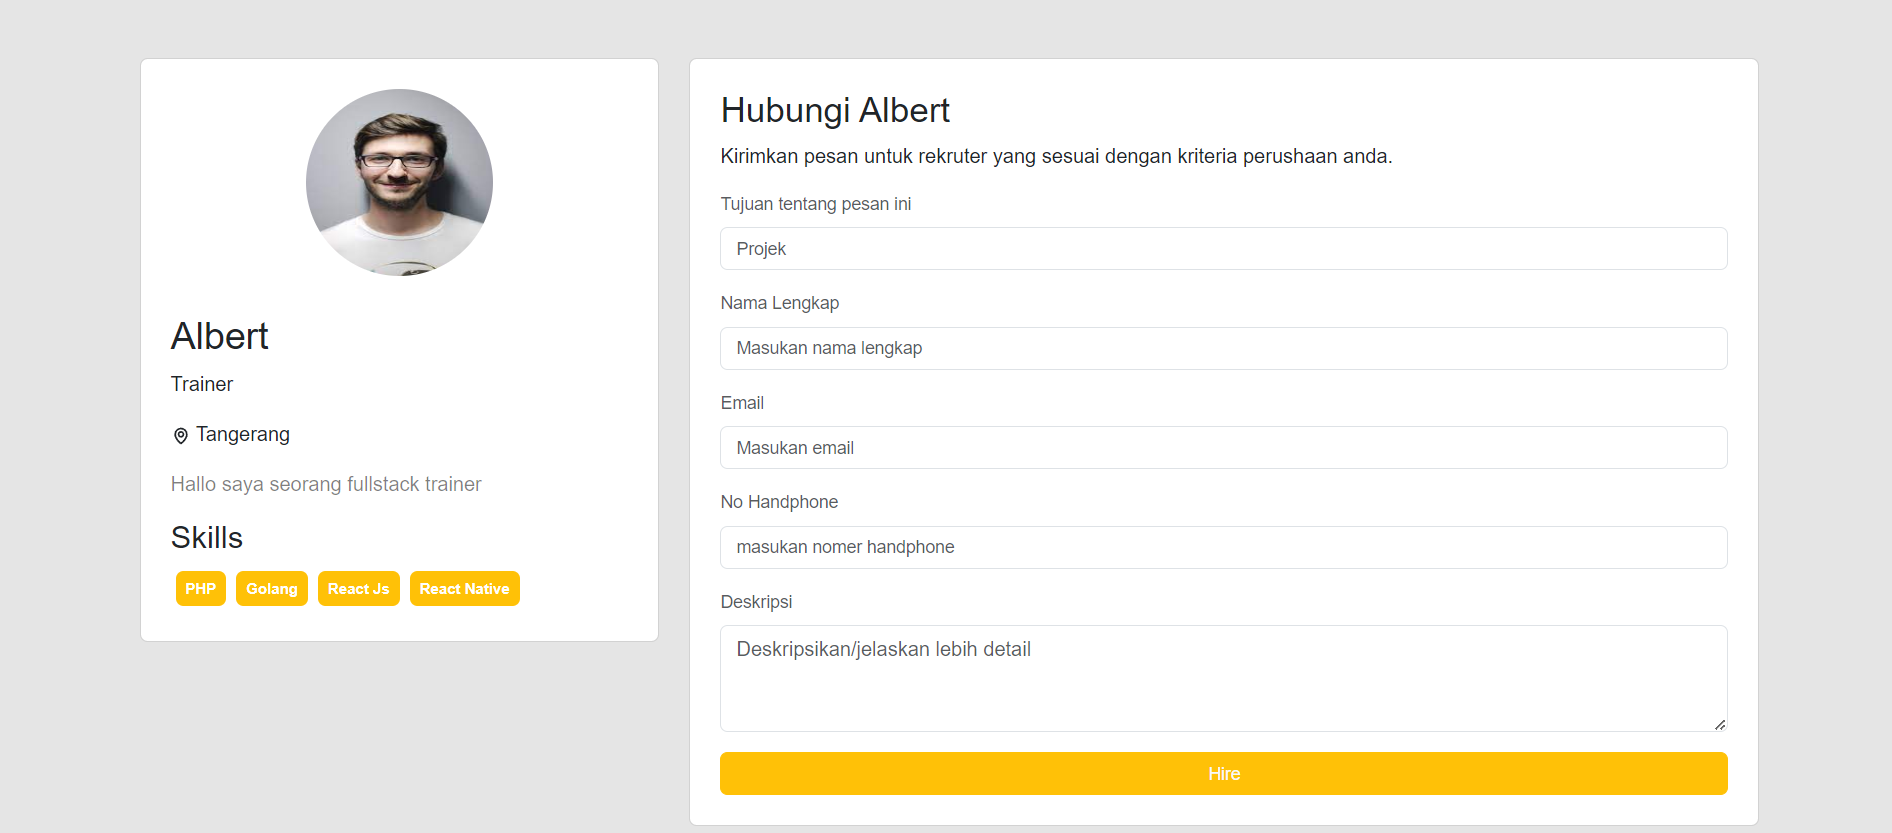 Albert
Trainer
Tangerang
Hallo saya seorang fullstack trainer
Skills
PHP Golang React Js React Native
Hubungi Albert
Kirimkan pesan untuk rekruter yang sesuai dengan kriteria perushaan anda.
Tujuan tentang pesan ini
Projek
Nama Lengkap
Masukan nama lengkap
Email
Masukan email
No Handphone
masukan nomer handphone
Deskripsi
Deskripsikan/jelaskan lebih detail
Hire